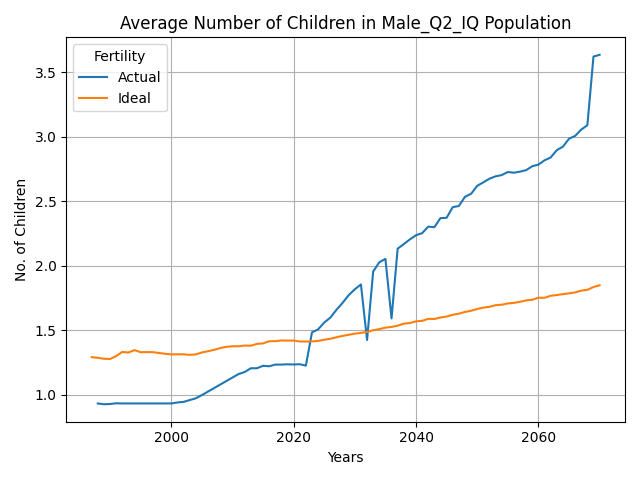 Average Number of Children in Male_Q2_IQ Population
Fertility
Actual
Ideal
No. of Children
3.5
3.0
2.5
2.0
1.5
1.0
2000 2020 2040 2060
Years